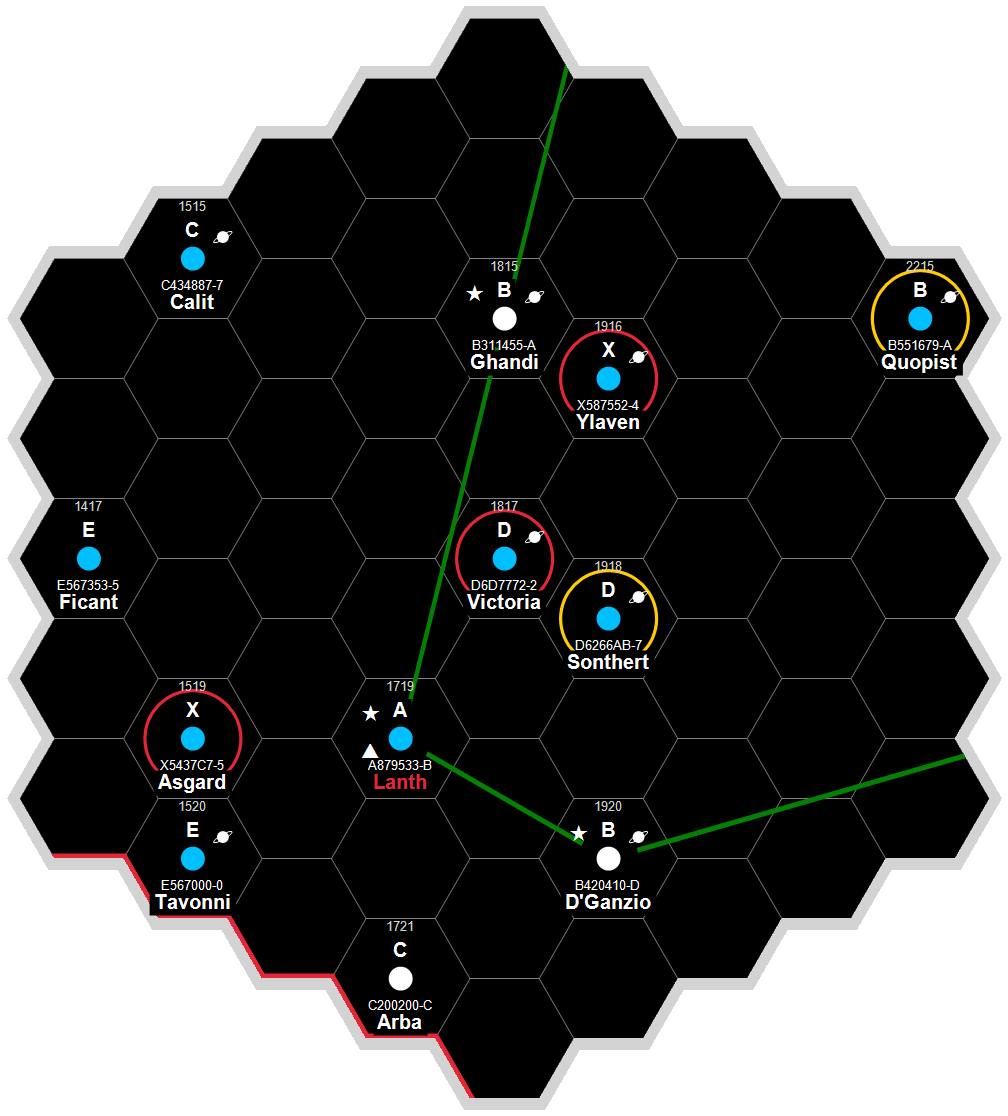 1515
C
C434887-7
Calit
1815
B
B311455-A
Ghandi
2215
B
B551679-A
Quopist
1916
X
X587552-4
Ylaven
1417
E
E567353-5
Ficant
1817
D
D6D7772-2
Victoria
1918
D
D6266AB-7
Sonthert
1519
X
X5437C7-5
Asgard
1719
A
A879533-B
Lanth
1520
E
E567000-0
Tavonni
1920
B
B420410-D
D'Ganzio
1721
C
C200200-C
Arba